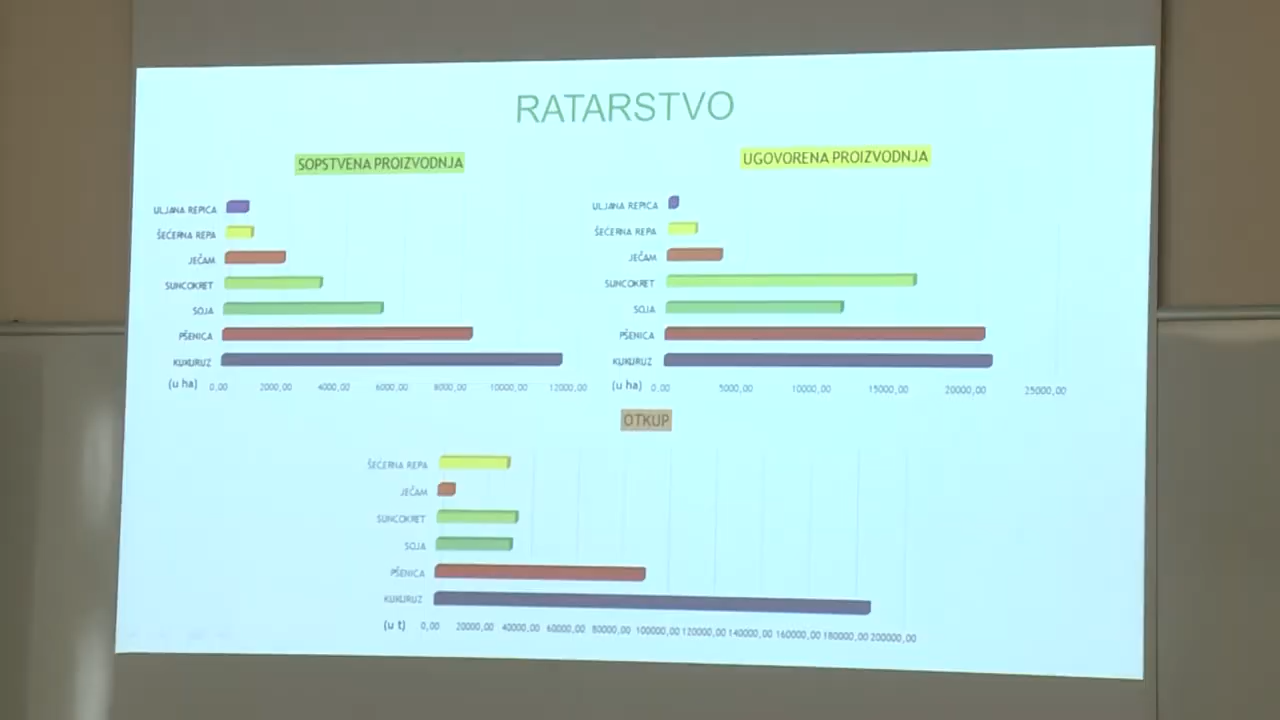 RATARSTVO
SOPSTVENA PROIZVODNJA
ULJANA REPICA
ŠEĆERNA REPA
JEČAM
SUNCOKRET
SOJA
PŠENICA
KUKURUZ
(u ha) 0,00 2000,00 4000,00 6000,00 8000,00 10000,00 12000,00
UGOVORENA PROIZVODNJA
ULJANA REPICA
ŠEĆERNA REPA
JEČAM
SUNCOKRET
SOJA
PŠENICA
KUKURUZ
(u ha) 0,00 5000,00 10000,00 15000,00 20000,00 25000,00
OTKUP
ŠEĆERNA REPA
JEČAM
SUNCOKRET
SOJA
PŠENICA
KUKURUZ
(u t) 0,00 20000,00 40000,00 60000,00 80000,00 100000,00 120000,00 140000,00 160000,00 180000,00 200000,00